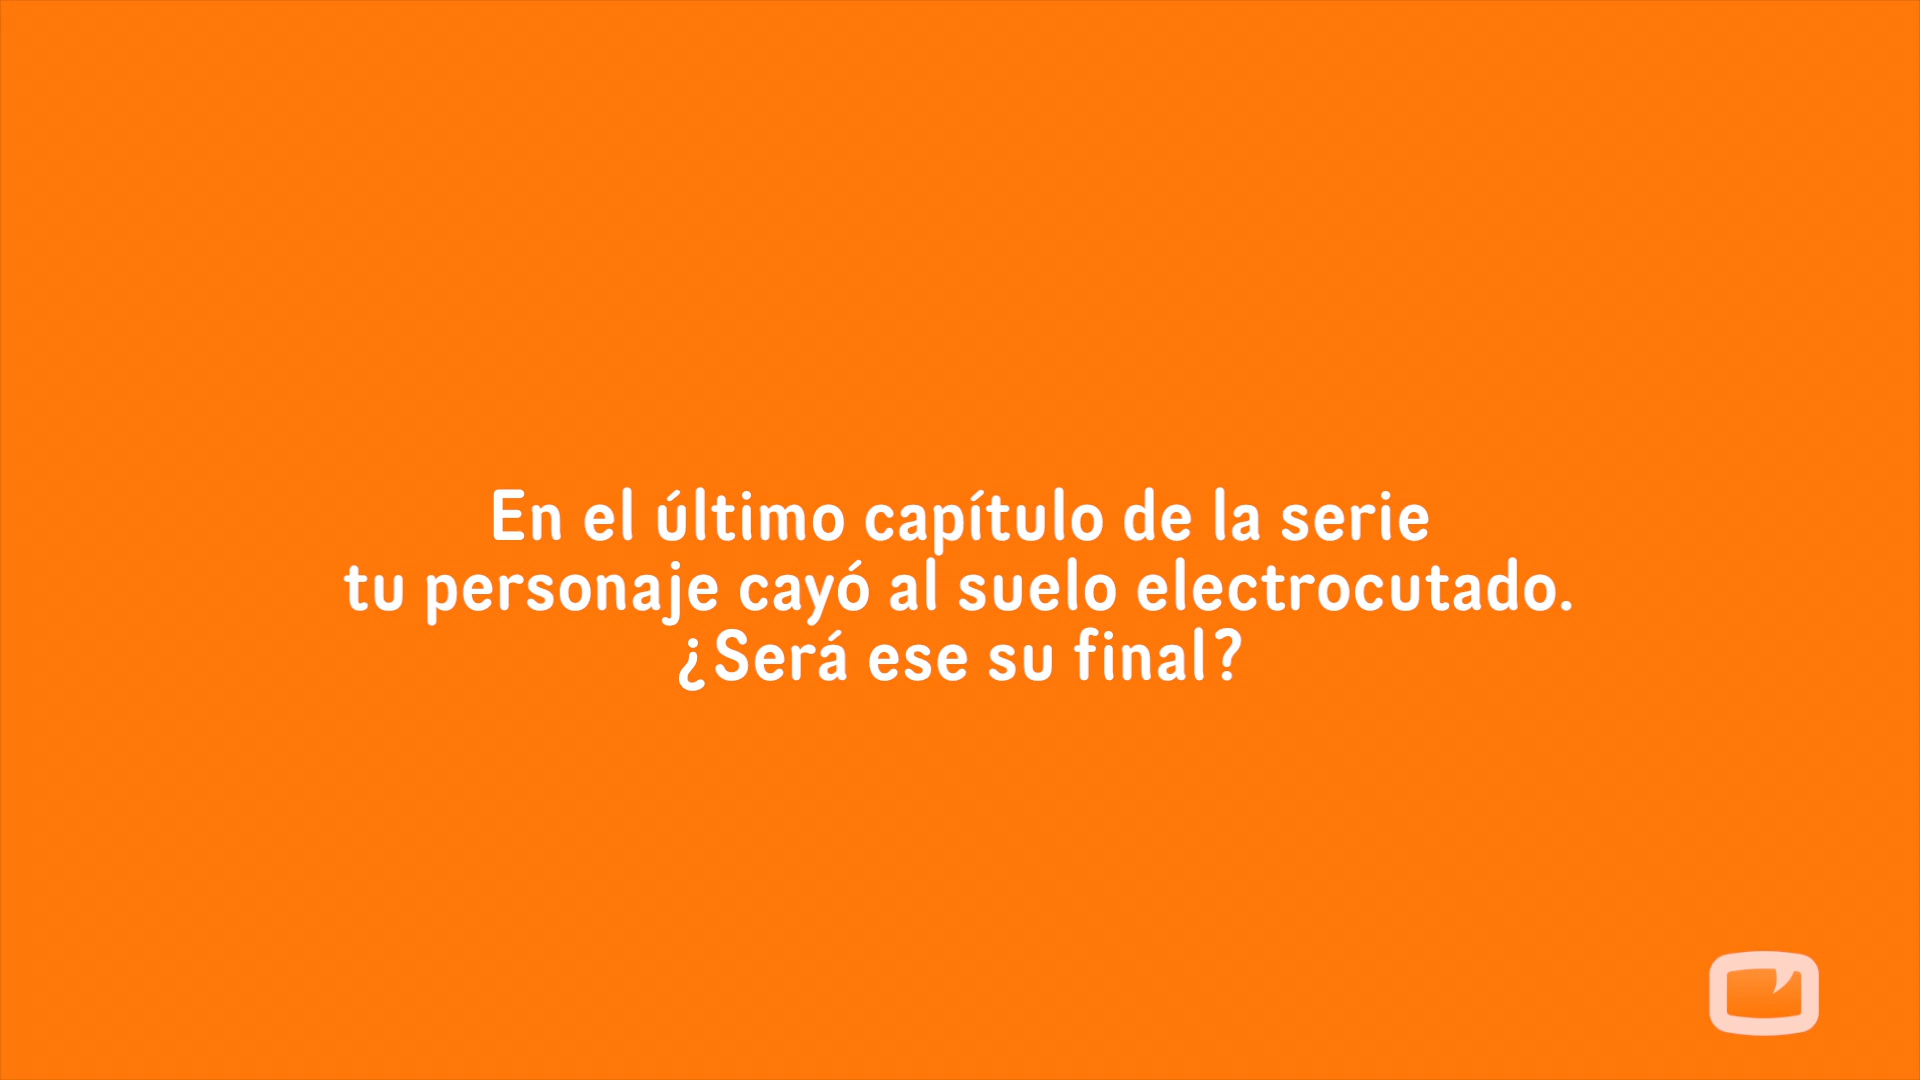 En el último capítulo de la serie
tu personaje cayó al suelo electrocutado.
¿Será ese su final?